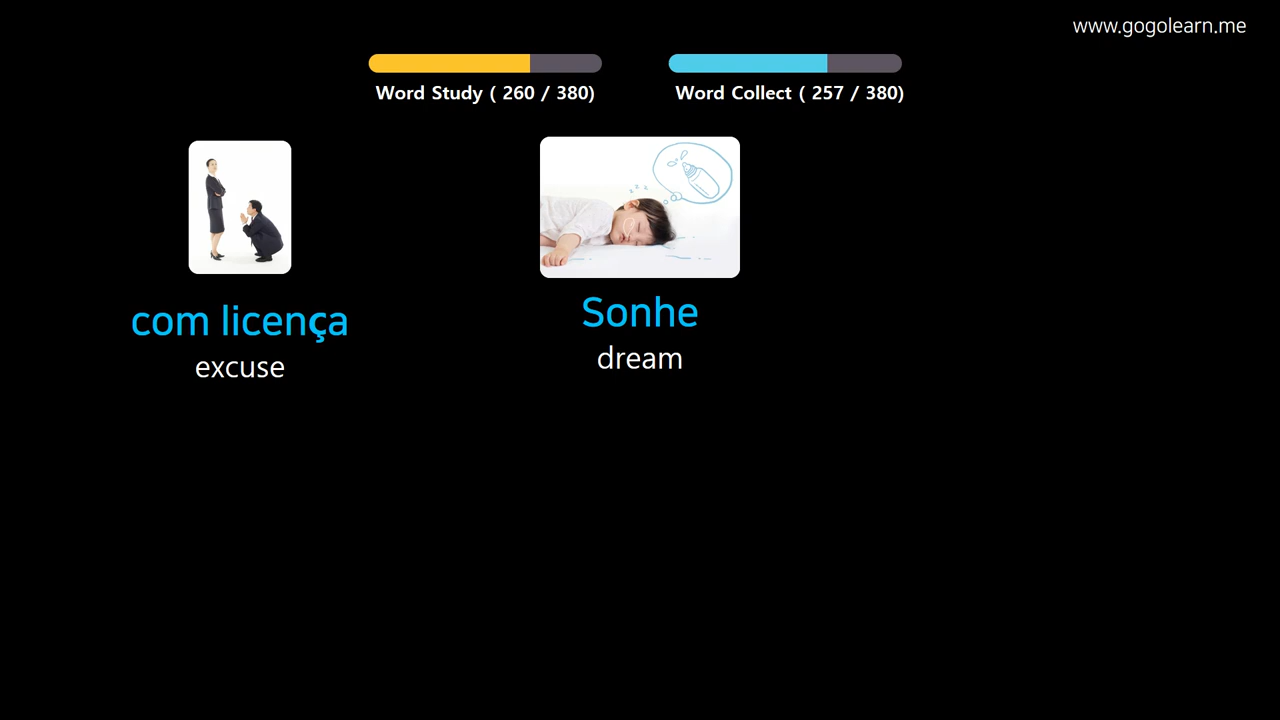 www.gogolearn.me
Word Study ( 260 / 380)
Word Collect ( 257 / 380)
com licença
excuse
Sonhe
dream